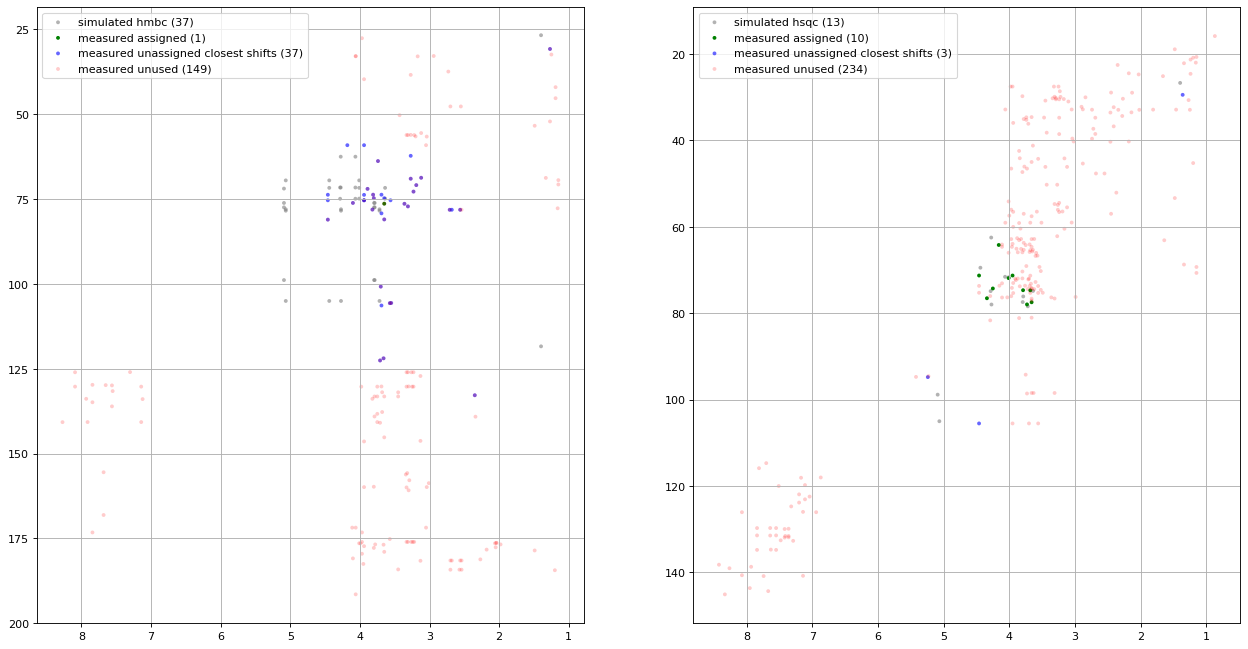 simulated hmbc (37)
measured assigned (1)
measured unassigned closest shifts (37)
measured unused (149)
25
50
75
100
125
150
175
200
8 7 6 5 4 3 2 1
simulated hsqc (13)
measured assigned (10)
measured unassigned closest shifts (3)
measured unused (234)
20
40
60
80
100
120
140
8 7 6 5 4 3 2 1